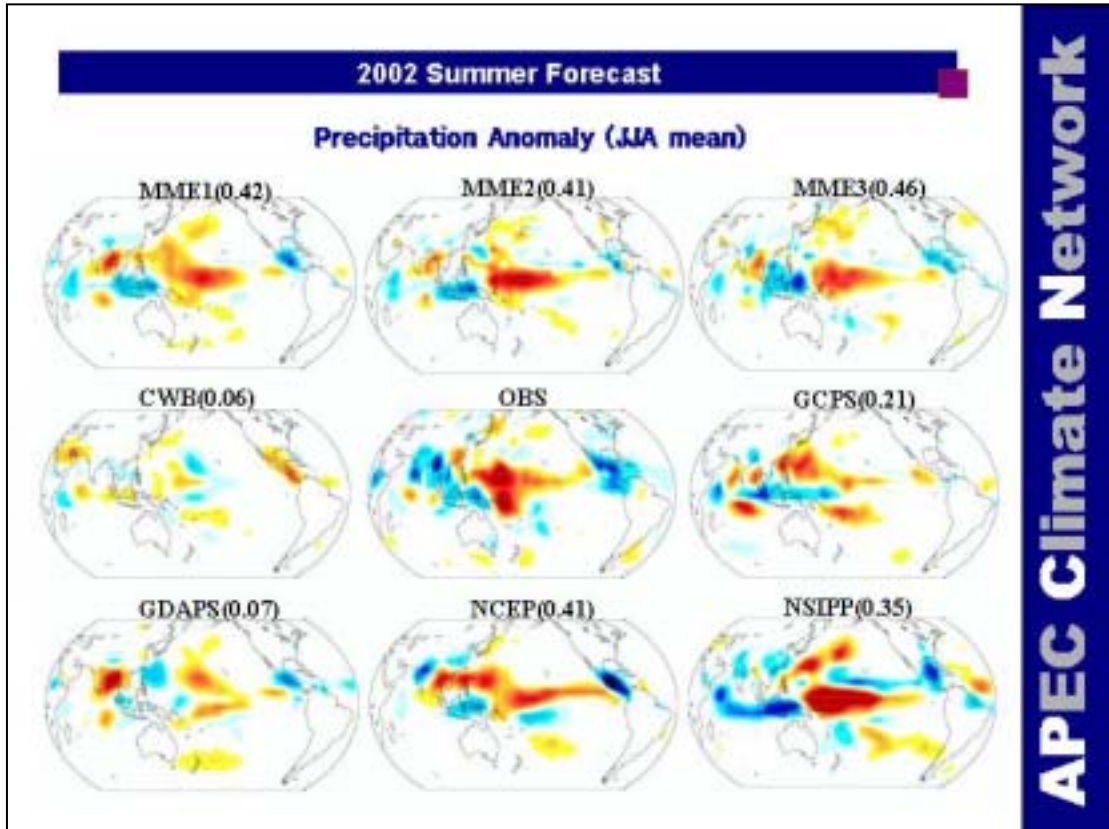 2002 Summer Forecast
Precipitation Anomaly (JJA mean)
MME1(0.42)
MME2(0.41)
MME3(0.46)
CWB(0.06)
OBS
GCPS(0.21)
GDAPS(0.07)
NCEP(0.41)
NSIPP(0.35)
APEC Climate Network